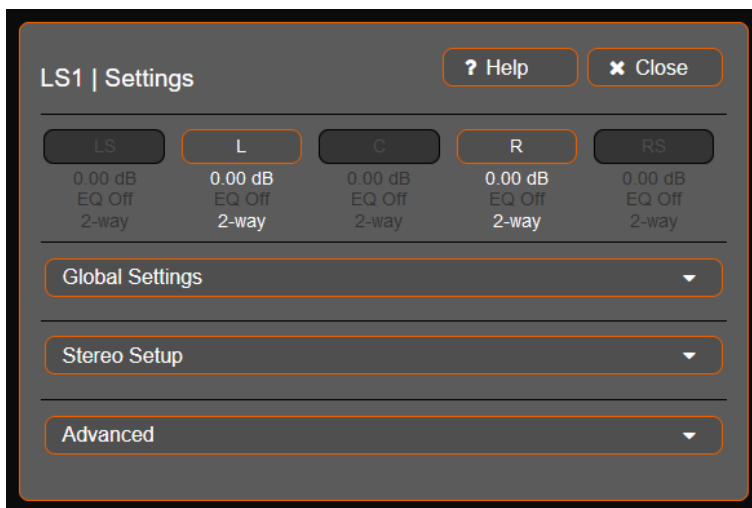 LS1 | Settings
? Help
✖ Close
LS L C R RS
0.00 dB 0.00 dB 0.00 dB 0.00 dB 0.00 dB
EQ Off EQ Off EQ Off EQ Off EQ Off
2-way 2-way 2-way 2-way 2-way
Global Settings
Stereo Setup
Advanced